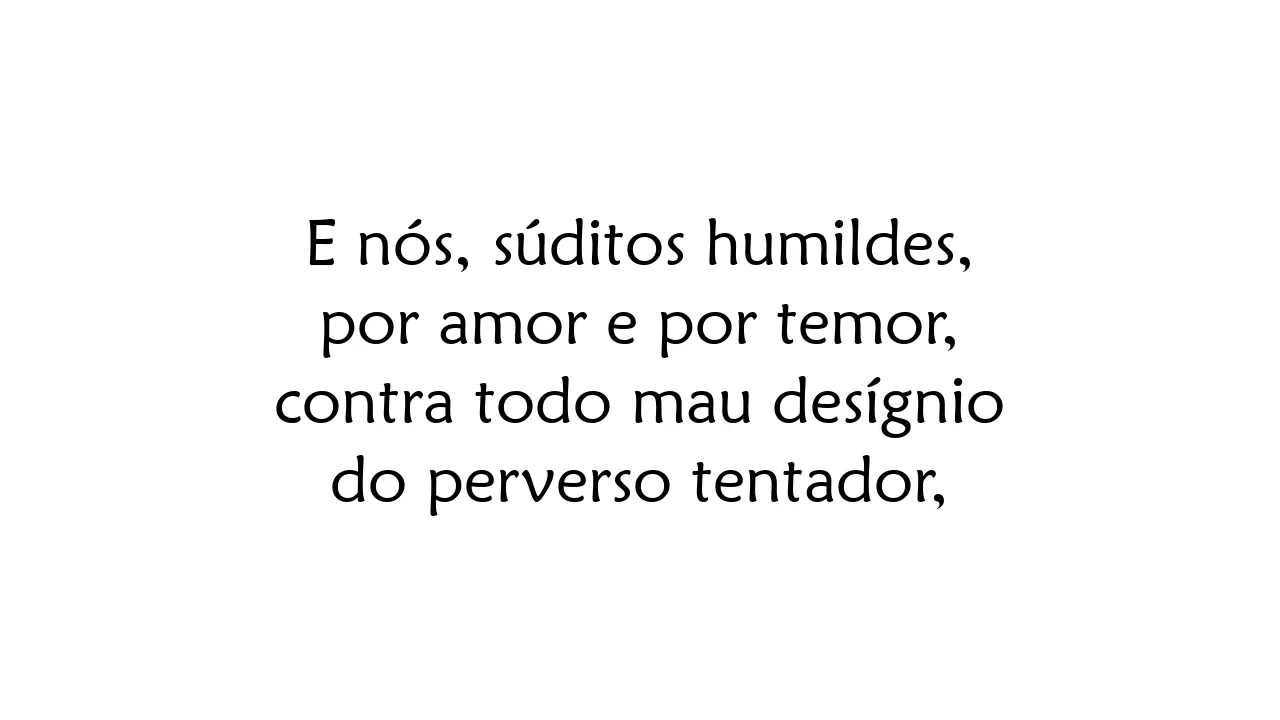 E nós, súditos humildes,
por amor e por temor,
contra todo mau desígnio
do perverso tentador,